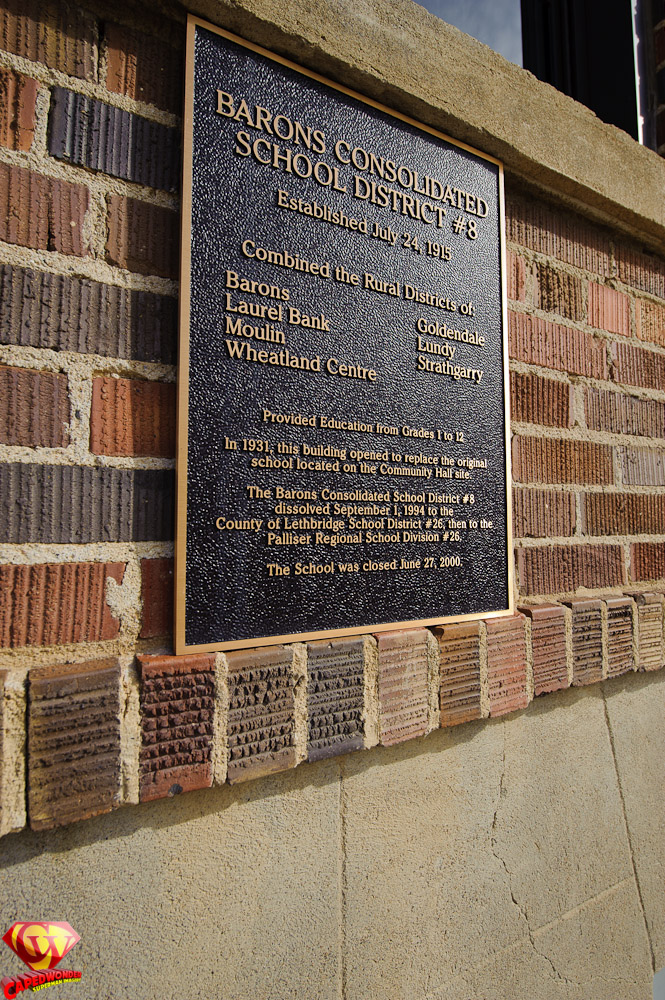 BARONS CONSOLIDATED
SCHOOL DISTRICT #8
Established July 24, 1915
Combined the Rural Districts of:
Barons
Laurel Bank
Moulin
Wheatland Centre
Goldendale
Lundy
Strathgarry
Provided Education from Grades 1 to 12
In 1931, this building opened to replace the original
school located on the Community Hall site.
The Barons Consolidated School District #8
dissolved September 1, 1994 to the
County of Lethbridge School District #26, then to the
Palliser Regional School Division #26.
The School was closed June 27, 2000.
CW
CAPEDWONDER
SUPERMAN IMAGERY